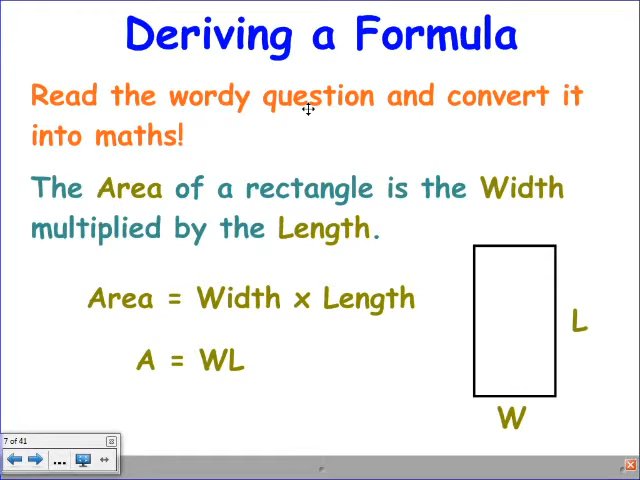 Deriving a Formula
Read the wordy question and convert it
into maths!
The Area of a rectangle is the Width
multiplied by the Length.
Area = Width x Length
L
A = WL
W
7 of 41
...